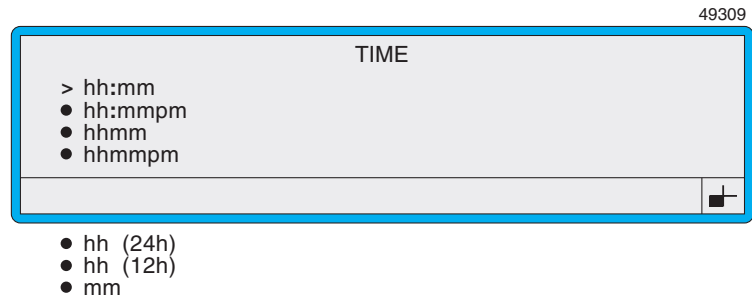 49309
TIME
> hh:mm
● hh:mmpm
● hhmm
● hhmmpm
● hh (24h)
● hh (12h)
● mm